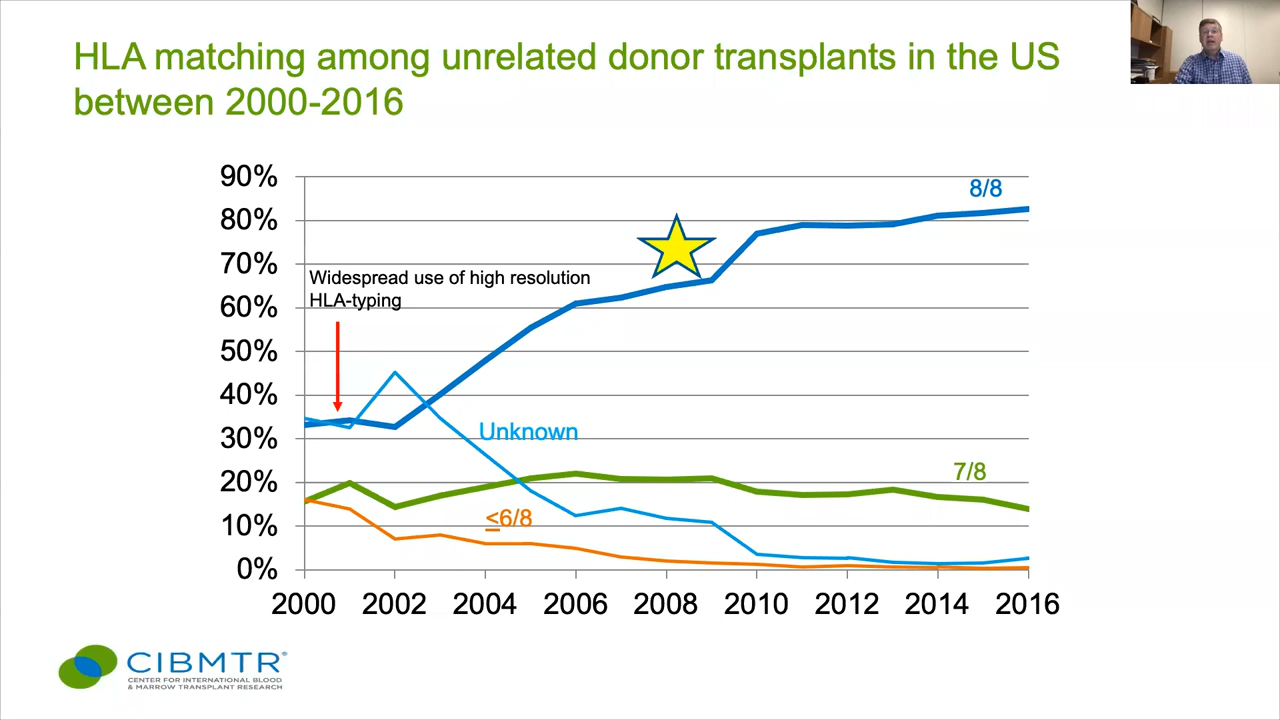 HLA matching among unrelated donor transplants in the US
between 2000-2016
90%
8/8
80%
70%
Widespread use of high resolution
HLA-typing
60%
50%
40%
Unknown
30%
7/8
20%
≤6/8
10%
0%
2000 2002 2004 2006 2008 2010 2012 2014 2016
CIBMTR®
CENTER FOR INTERNATIONAL BLOOD
& MARROW TRANSPLANT RESEARCH